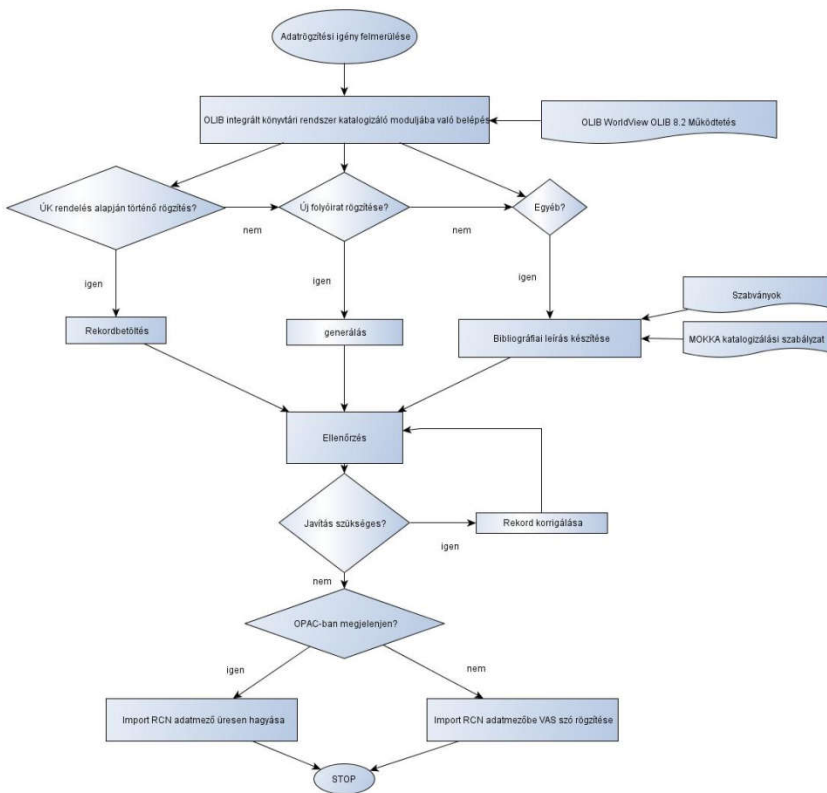 Adatrögzítési igény felmerülése
OLIB integrált könyvtári rendszer katalogizáló moduljába való belépés
OLIB WorldView OLIB 8.2 Működtetés
ÚK rendelés alapján történő rögzítés?
nem
Új folyóirat rögzítése?
nem
Egyéb?
igen
igen
igen
Szabványok
Rekordbetöltés
generálás
Bibliográfiai leírás készítése
MOKKA katalogizálási szabályzat
Ellenőrzés
Javítás szükséges?
igen
Rekord korrigálása
nem
OPAC-ban megjelenjen?
igen
nem
Import RCN adatmező üresen hagyása
Import RCN adatmezőbe VAS szó rögzítése
STOP